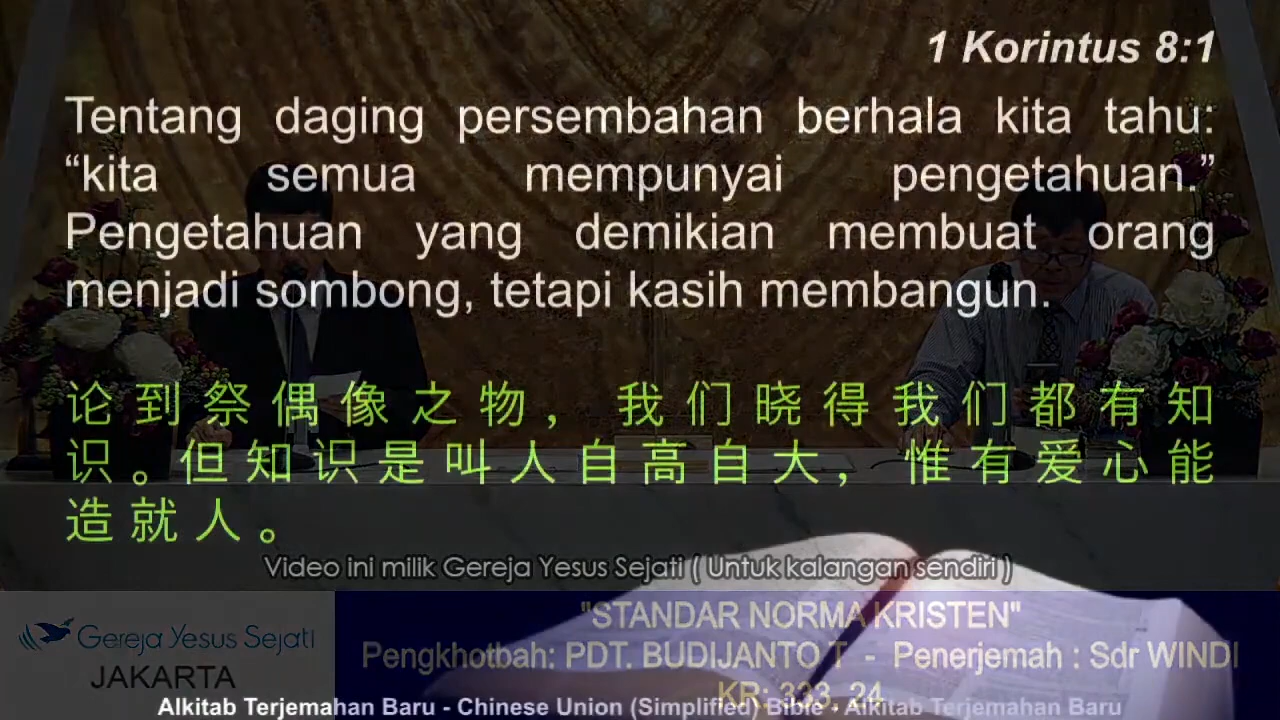 1 Korintus 8:1
Tentang daging persembahan berhala kita tahu:
“kita semua mempunyai pengetahuan.”
Pengetahuan yang demikian membuat orang
menjadi sombong, tetapi kasih membangun.
论到祭偶像之物，我们晓得我们都有知
识。但知识是叫人自高自大，惟有爱心能
造就人。
Video ini milik Gereja Yesus Sejati ( Untuk kalangan sendiri )
"STANDAR NORMA KRISTEN"
Gereja Yesus Sejati
JAKARTA
Pengkhotbah: PDT. BUDIJANTO T - Penerjemah : Sdr WINDI
KR: 333, 24
Alkitab Terjemahan Baru - Chinese Union (Simplified) Bible - Alkitab Terjemahan Baru